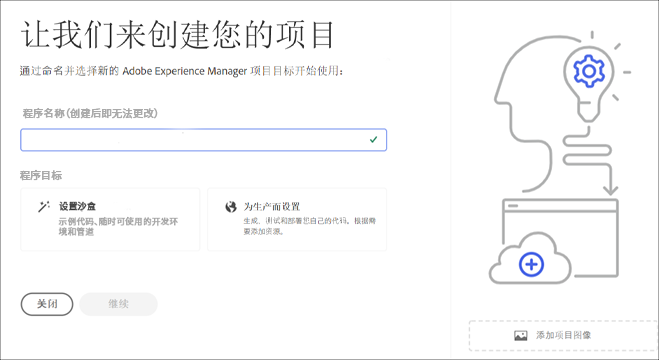 让我们来创建您的项目
通过命名并选择新的 Adobe Experience Manager 项目目标开始使用:
程序名称(创建后即无法更改)
程序目标
设置沙盒
示例代码、随时可使用的开发环
境和管道
为生产而设置
生成、测试和部署您自己的代码。根据需
要添加资源。
关闭
继续
添加项目图像